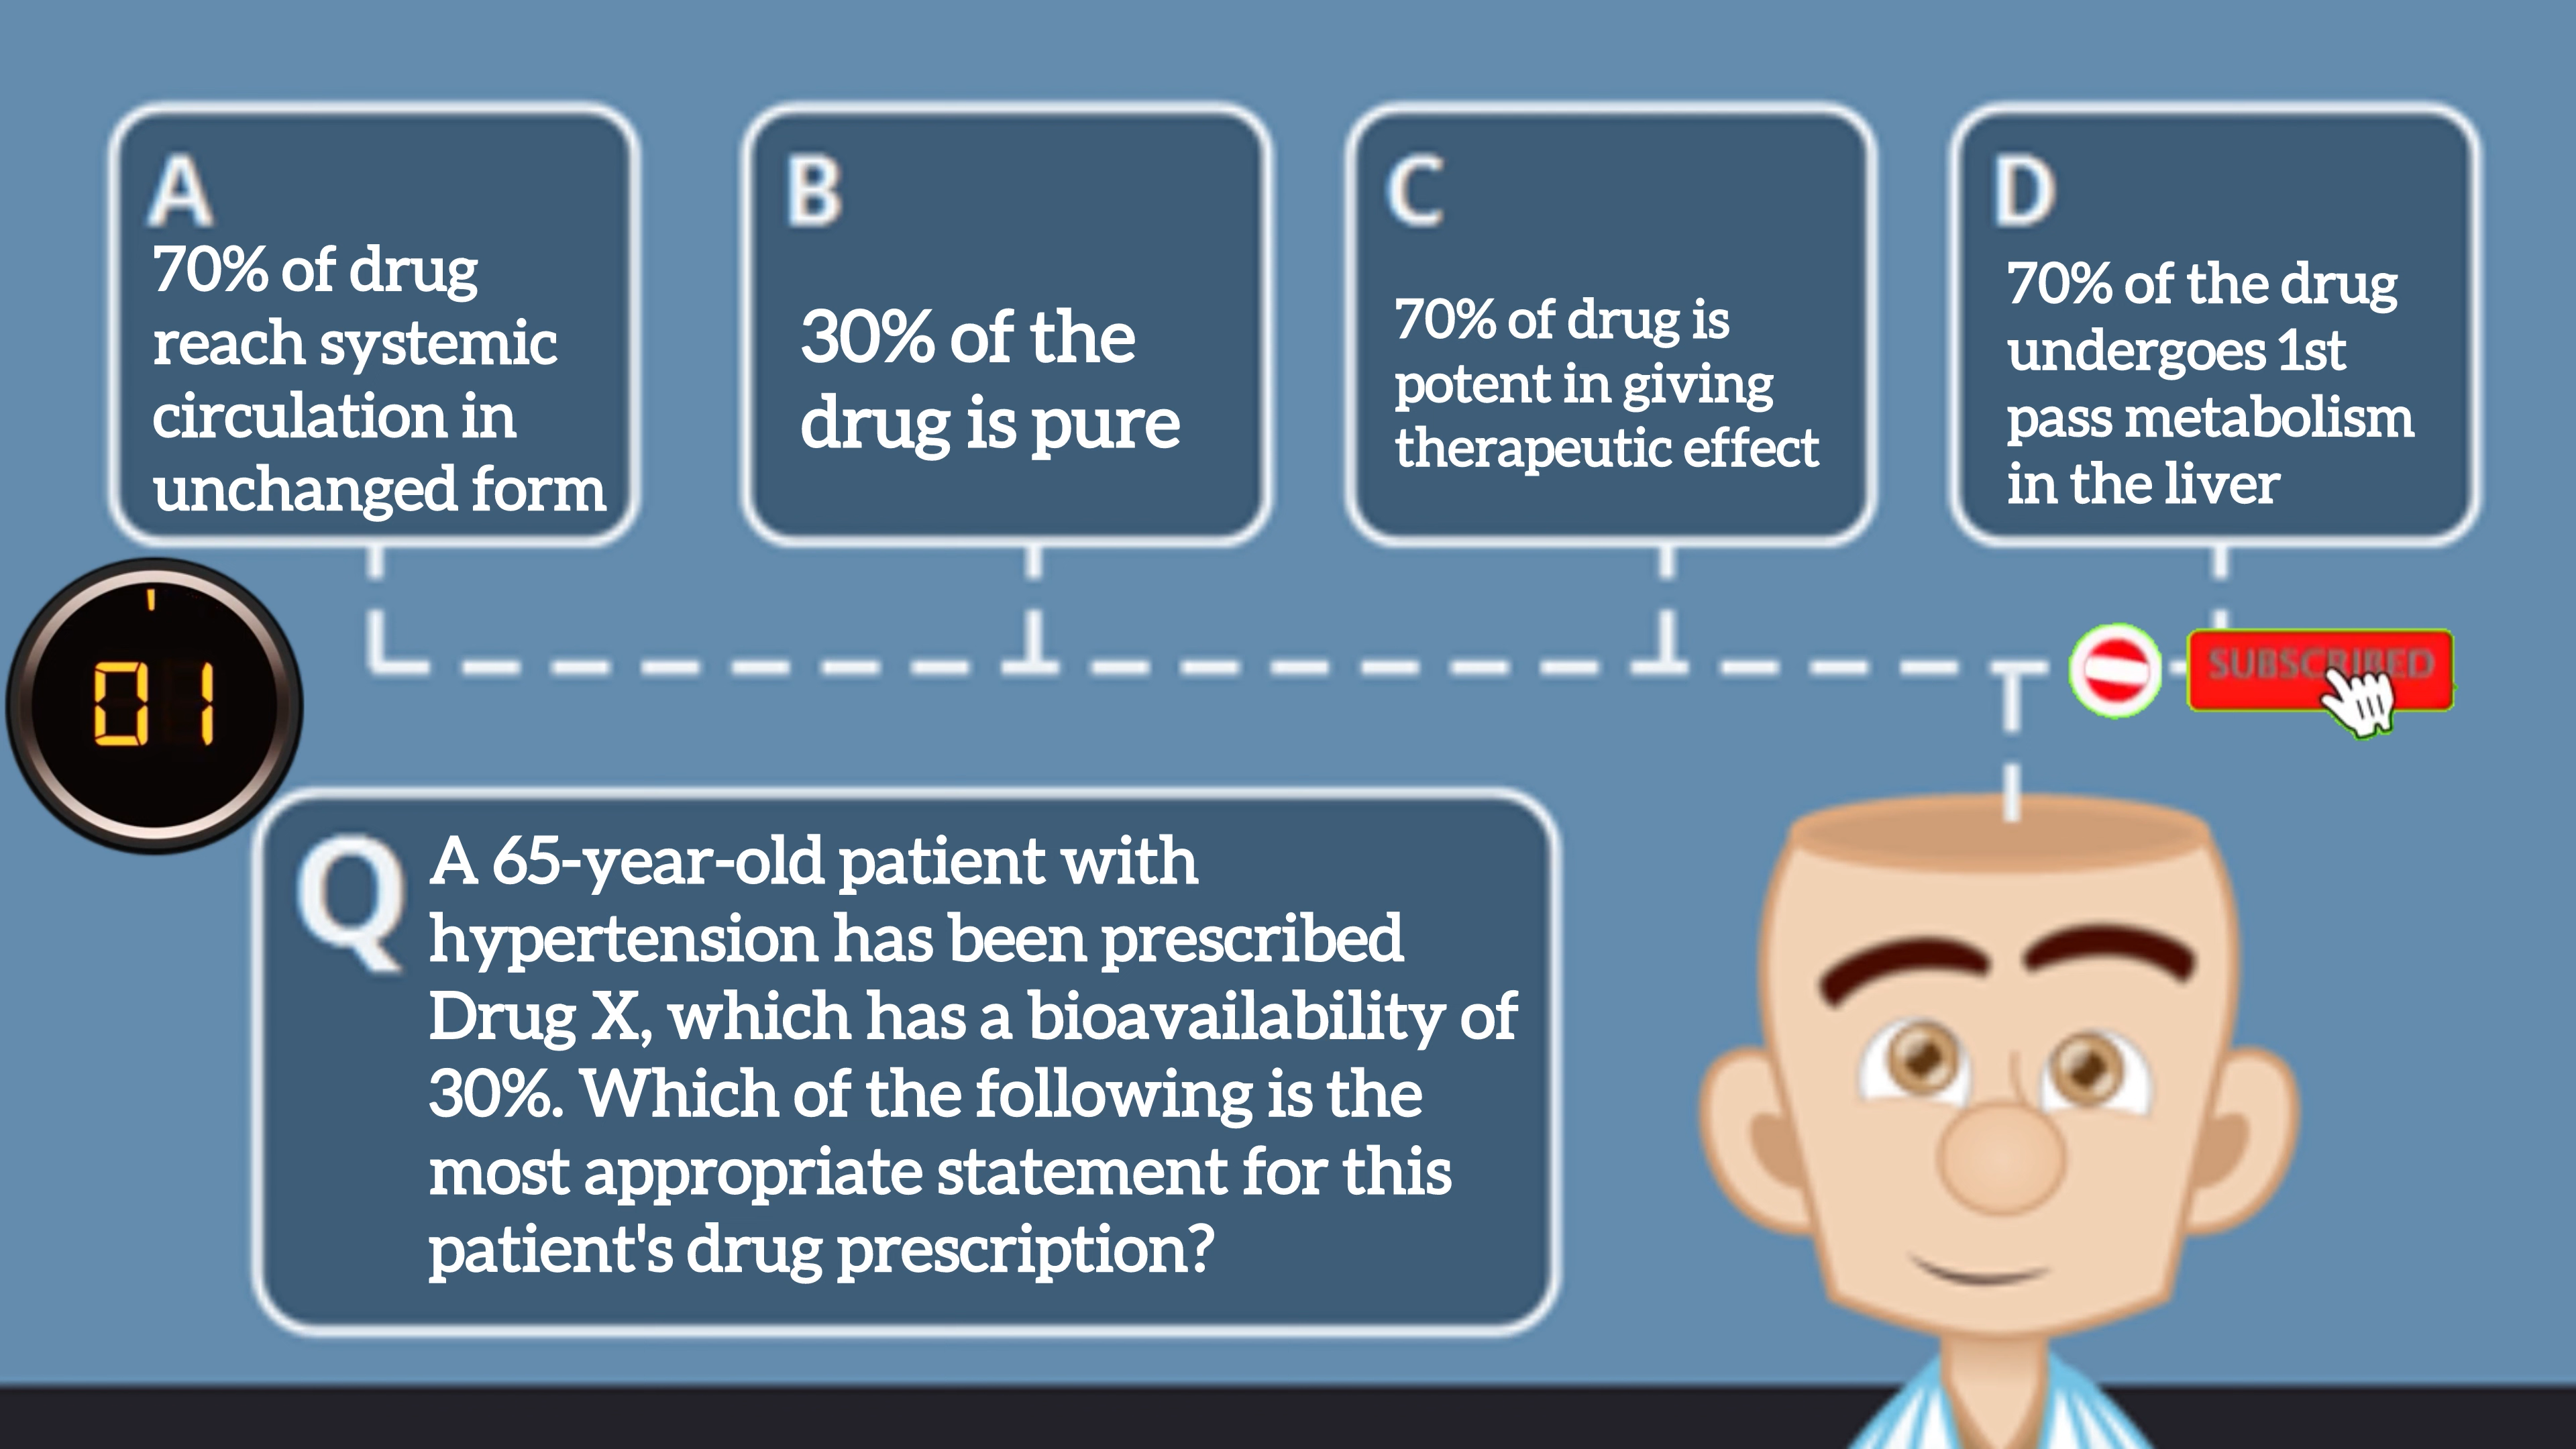 A
70% of drug
reach systemic
circulation in
unchanged form
B
30% of the
drug is pure
C
70% of drug is
potent in giving
therapeutic effect
D
70% of the drug
undergoes 1st
pass metabolism
in the liver
01
SUBSCRIBED
Q
A 65-year-old patient with
hypertension has been prescribed
Drug X, which has a bioavailability of
30%. Which of the following is the
most appropriate statement for this
patient's drug prescription?